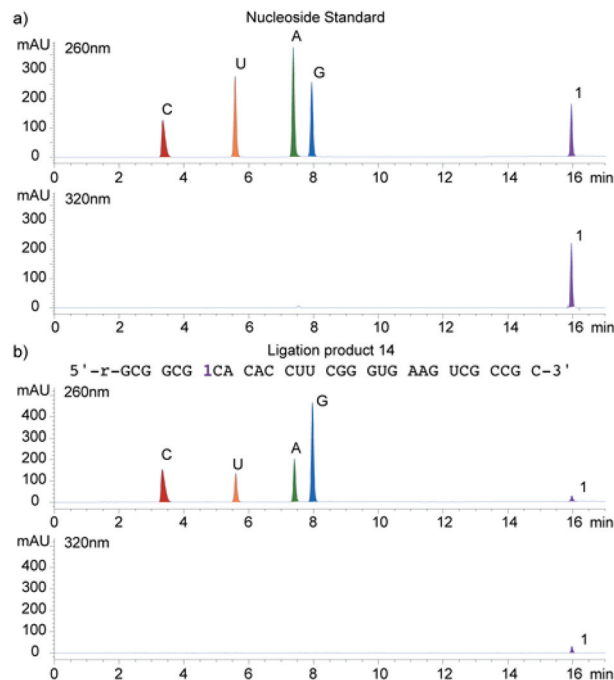 a) Nucleoside Standard
mAU 260nm
300
200
100
0
C U A G 1
0 2 4 6 8 10 12 14 16 min
mAU 320nm
300
200
100
0
1
0 2 4 6 8 10 12 14 16 min
b) Ligation product 14
5'-r-GCG GCG 1CA CAC CUU CGG GUG AAG UCG CCG C-3'
mAU 260nm
400
300
200
100
0
C U A G 1
0 2 4 6 8 10 12 14 16 min
mAU 320nm
400
300
200
100
0
1
0 2 4 6 8 10 12 14 16 min